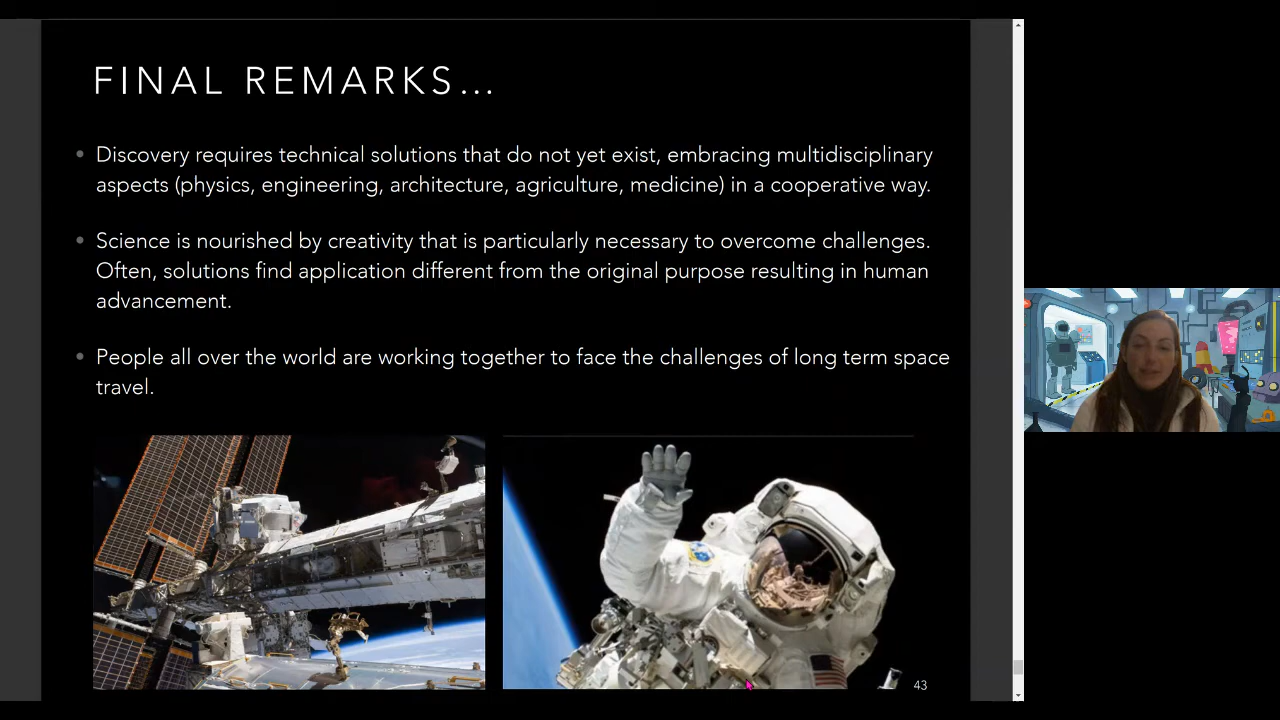 FINAL REMARKS...
Discovery requires technical solutions that do not yet exist, embracing multidisciplinary
aspects (physics, engineering, architecture, agriculture, medicine) in a cooperative way.
Science is nourished by creativity that is particularly necessary to overcome challenges.
Often, solutions find application different from the original purpose resulting in human
advancement.
People all over the world are working together to face the challenges of long term space
travel.
43